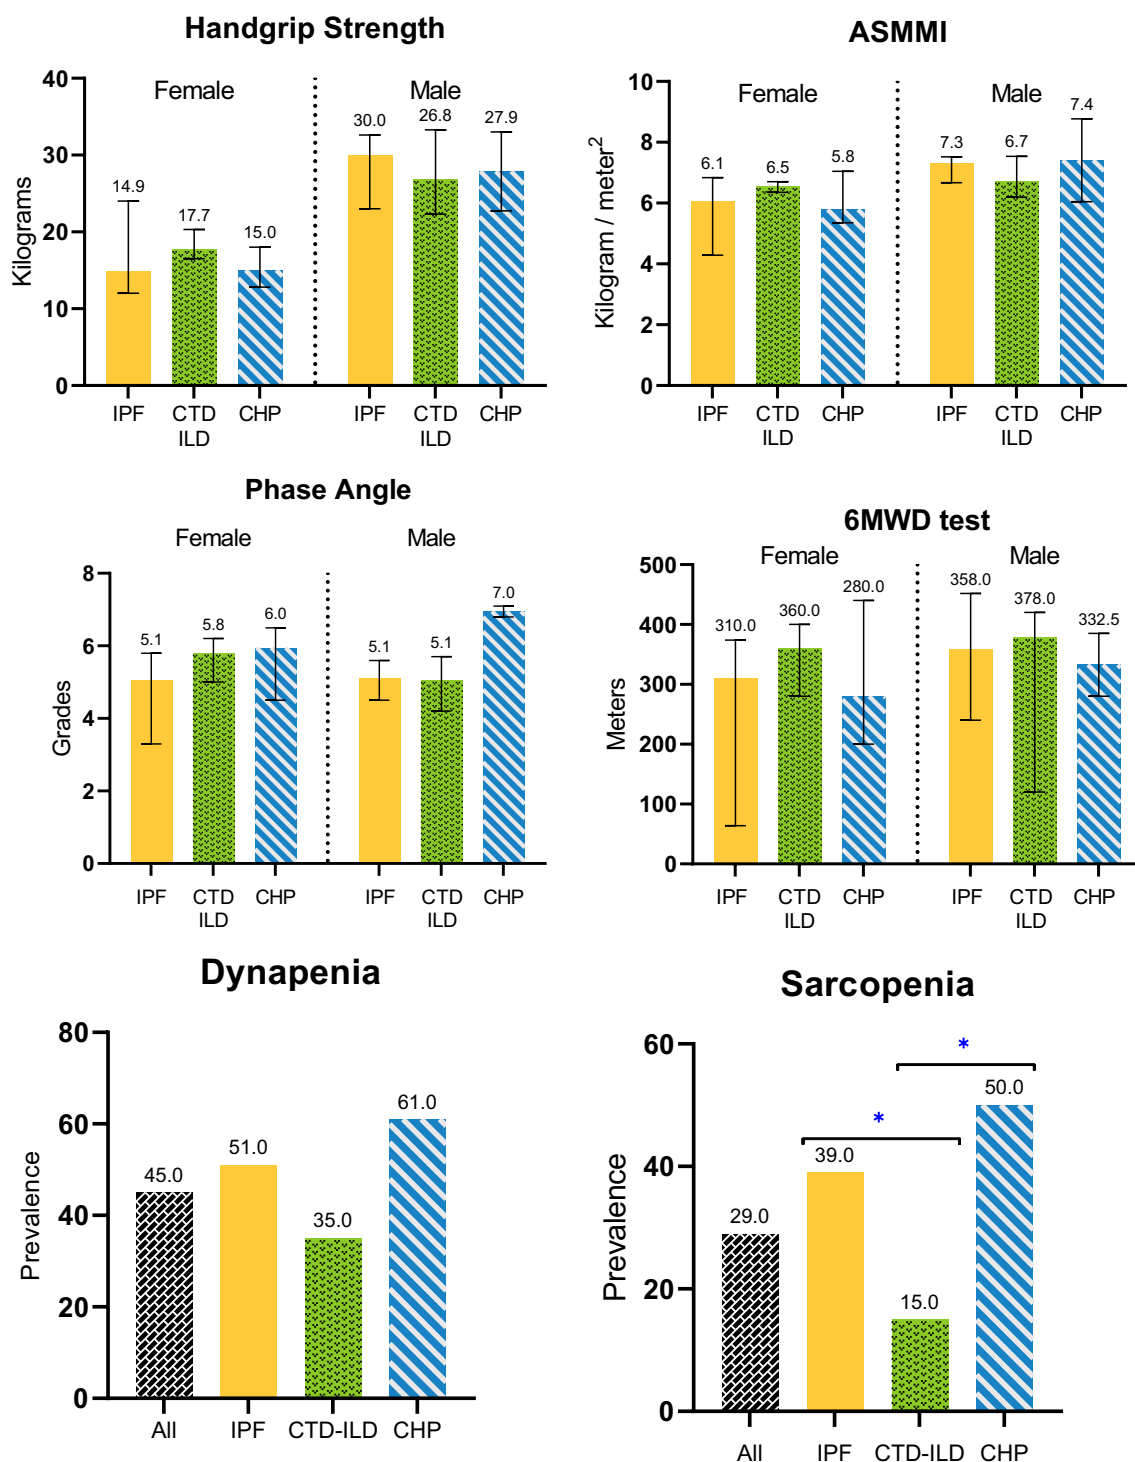 Handgrip Strength
Female
Male
Kilograms
40
30
20
10
0
14.9
17.7
15.0
30.0
26.8
27.9
IPF
CTD
ILD
CHP
IPF
CTD
ILD
CHP
ASMMI
Female
Male
Kilogram / meter²
10
8
6
4
2
0
6.1
6.5
5.8
7.3
6.7
7.4
IPF
CTD
ILD
CHP
IPF
CTD
ILD
CHP
Phase Angle
Female
Male
Grades
8
6
4
2
0
5.1
5.8
6.0
5.1
5.1
7.0
IPF
CTD
ILD
CHP
IPF
CTD
ILD
CHP
6MWD test
Female
Male
Meters
500
400
300
200
100
0
310.0
360.0
280.0
358.0
378.0
332.5
IPF
CTD
ILD
CHP
IPF
CTD
ILD
CHP
Dynapenia
Prevalence
80
60
40
20
0
45.0
51.0
35.0
61.0
All
IPF
CTD-ILD
CHP
Sarcopenia
Prevalence
60
40
20
0
*
*
29.0
39.0
15.0
50.0
All
IPF
CTD-ILD
CHP